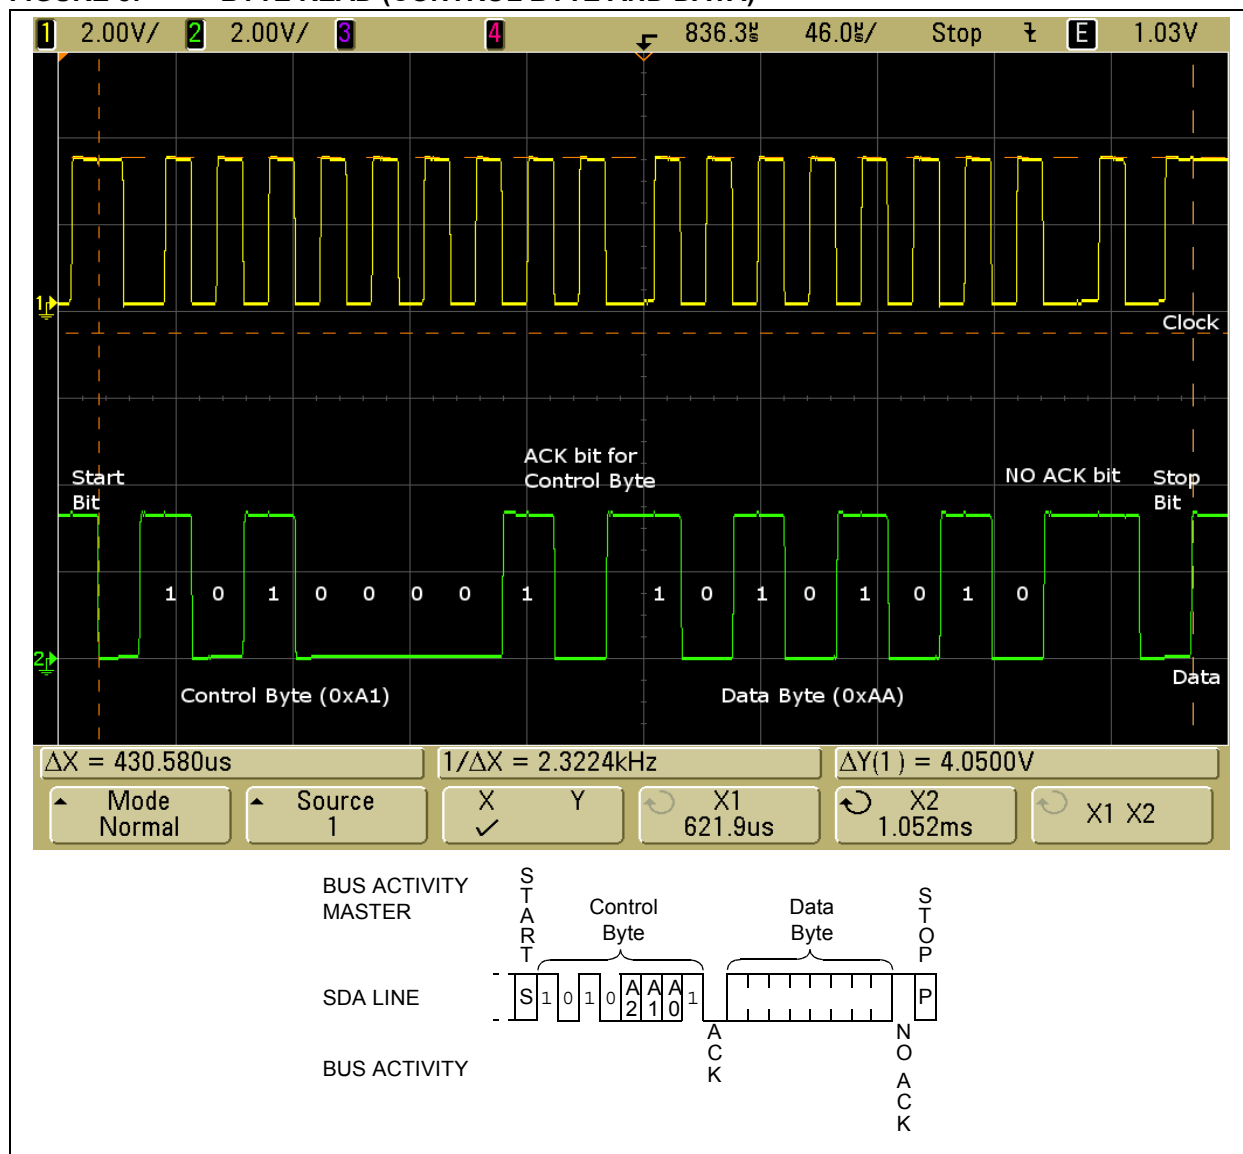 1 2.00V/ 2 2.00V/ 3 4 836.3µs 46.0µs/ Stop E 1.03V
1
Clock
ACK bit for
Control Byte
Start
Bit
NO ACK bit
Stop
Bit
1 0 1 0 0 0 0 1 1 0 1 0 1 0 1 0
2
Data
Control Byte (0xA1)
Data Byte (0xAA)
ΔX = 430.580us
1/ΔX = 2.3224kHz
ΔY(1) = 4.0500V
Mode
Normal
Source
1
X Y
X1
621.9us
X2
1.052ms
X1 X2
BUS ACTIVITY
MASTER
START
Control
Byte
Data
Byte
STOP
SDA LINE
S 1 0 1 0 A2 A1 A0 1 P
BUS ACTIVITY
ACK
NO ACK